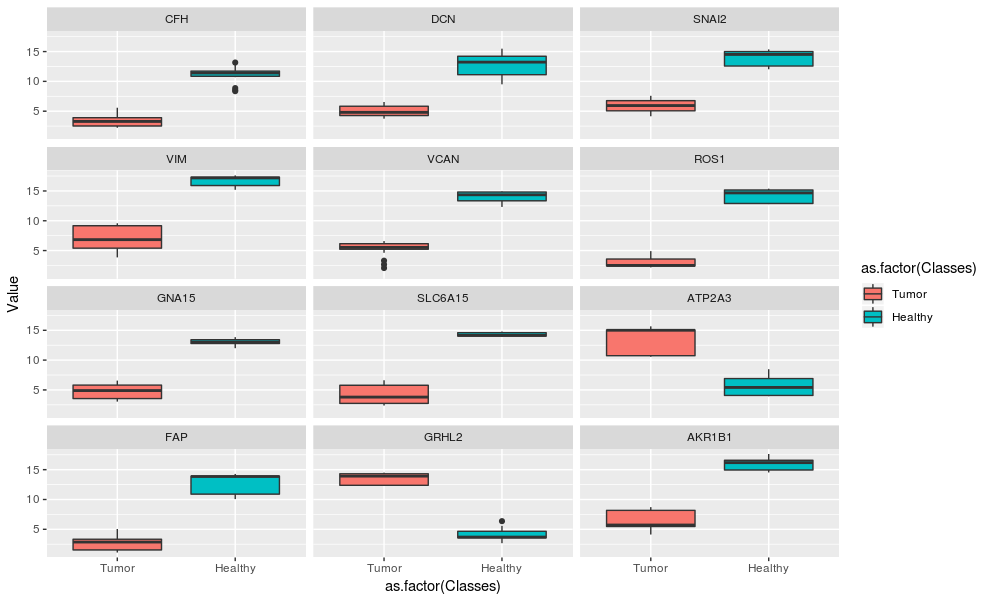 CFH DCN SNAI2
15
10
5
VIM VCAN ROS1
15
10
5
Value
as.factor(Classes)
Tumor
Healthy
GNA15 SLC6A15 ATP2A3
15
10
5
FAP GRHL2 AKR1B1
15
10
5
Tumor Healthy Tumor Healthy Tumor Healthy
as.factor(Classes)